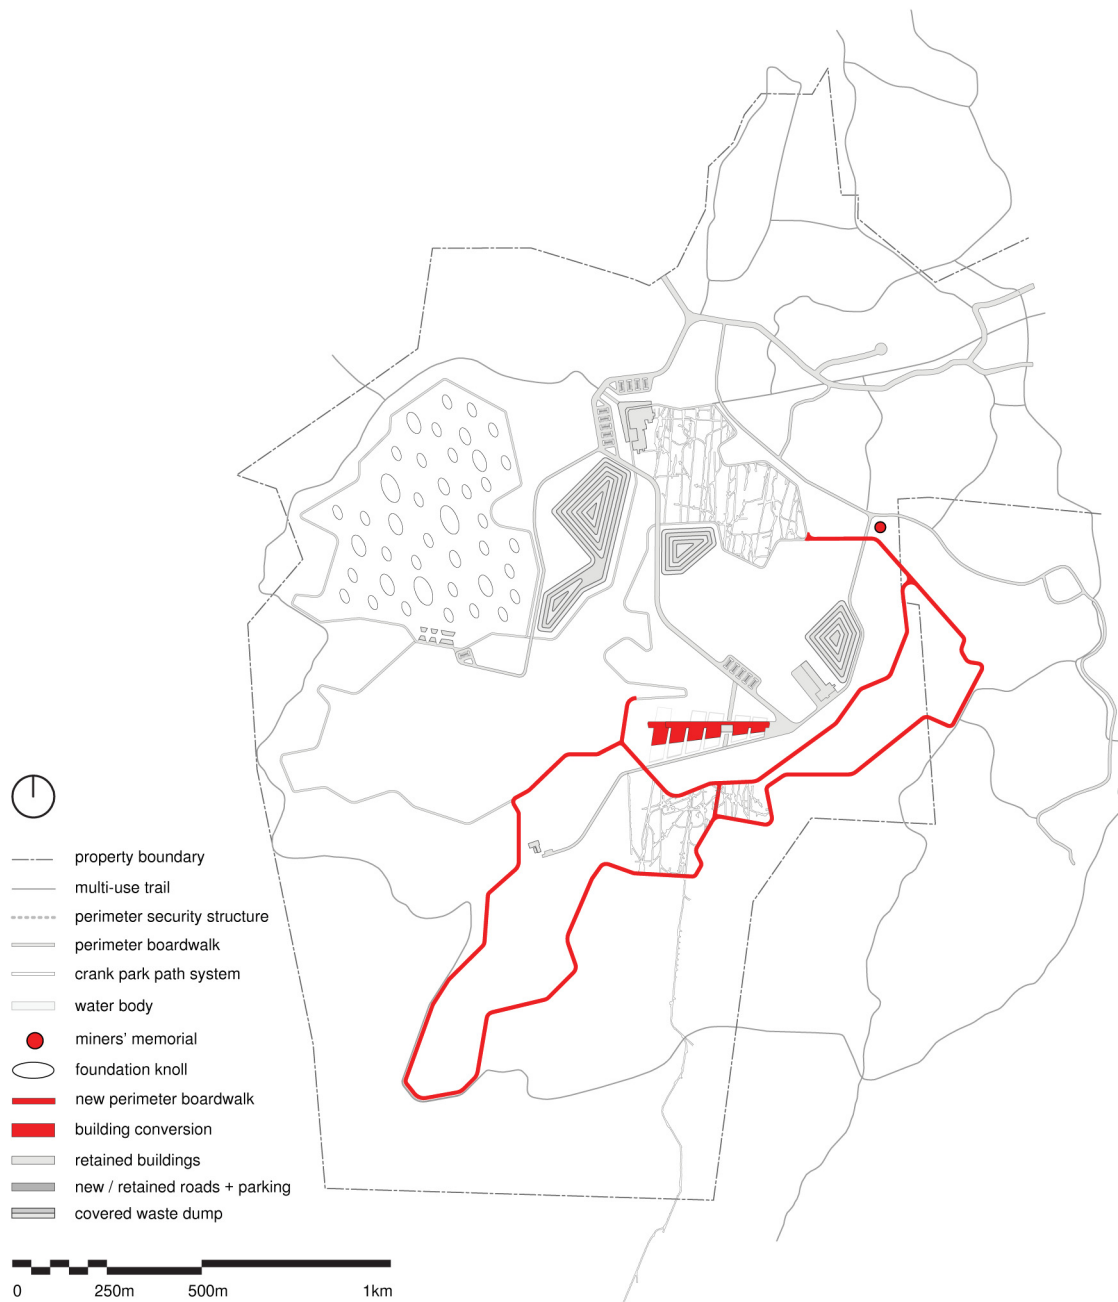 property boundary
multi-use trail
perimeter security structure
perimeter boardwalk
crank park path system
water body
miners' memorial
foundation knoll
new perimeter boardwalk
building conversion
retained buildings
new / retained roads + parking
covered waste dump
0 250m 500m 1km